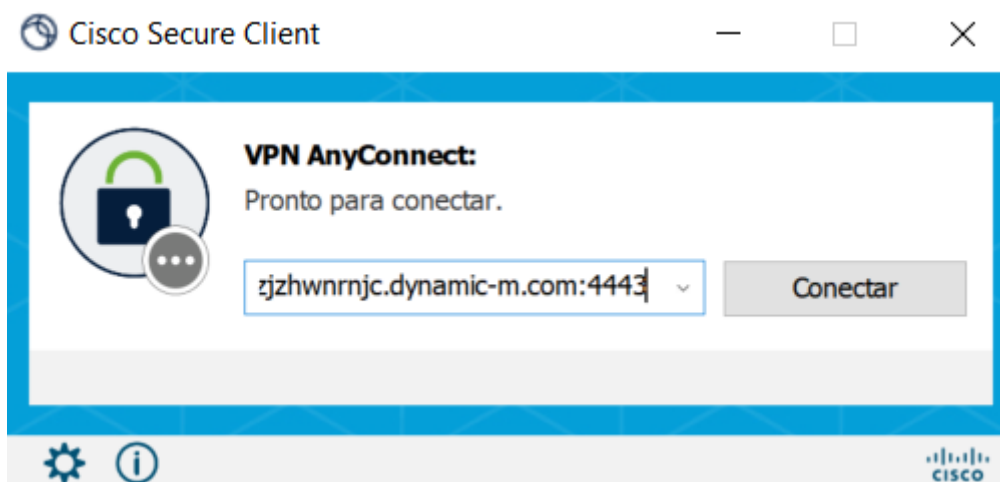 Cisco Secure Client
VPN AnyConnect:
Pronto para conectar.
zjzhwnrnjc.dynamic-m.com:4443
Conectar
CISCO